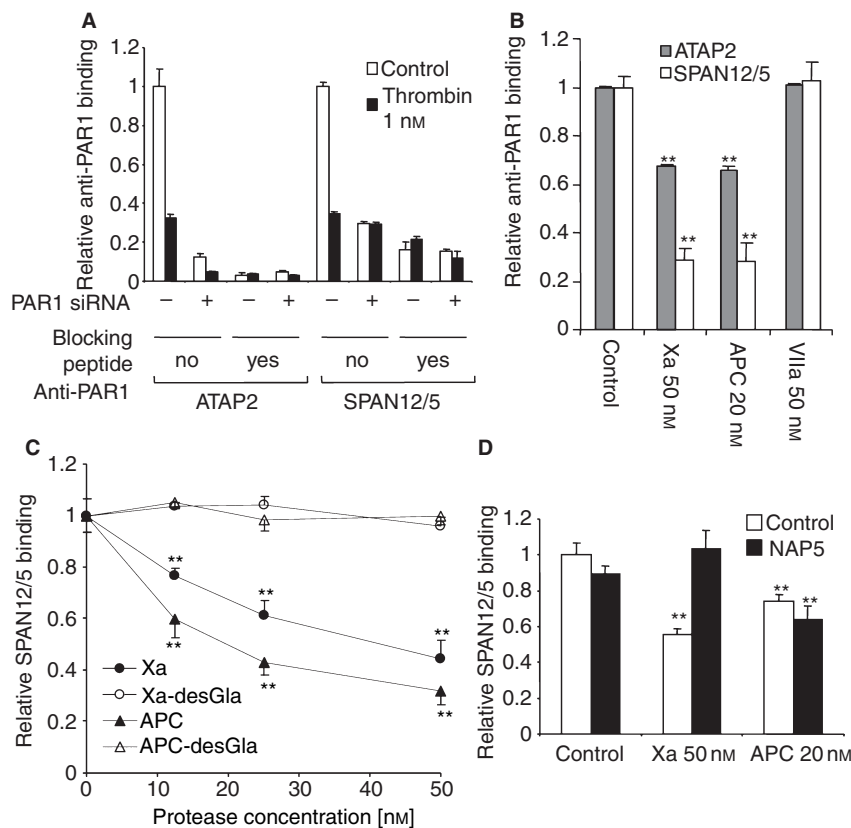 A
Relative anti-PAR1 binding
1.2
1
0.8
0.6
0.4
0.2
0
Control
Thrombin
1 nM
PAR1 siRNA − + − + − + − +
Blocking
peptide no yes no yes
Anti-PAR1 ATAP2 SPAN12/5
B
Relative anti-PAR1 binding
1.2
1
0.8
0.6
0.4
0.2
0
ATAP2
SPAN12/5
** **
** **
Control
Xa 50 nM
APC 20 nM
VIIa 50 nM
C
Relative SPAN12/5 binding
1.2
1
0.8
0.6
0.4
0.2
0
** ** **
** ** **
Xa
Xa-desGla
APC
APC-desGla
0 10 20 30 40 50
Protease concentration [nM]
D
Relative SPAN12/5 binding
1.2
1
0.8
0.6
0.4
0.2
0
Control
NAP5
** ** **
Control Xa 50 nM APC 20 nM